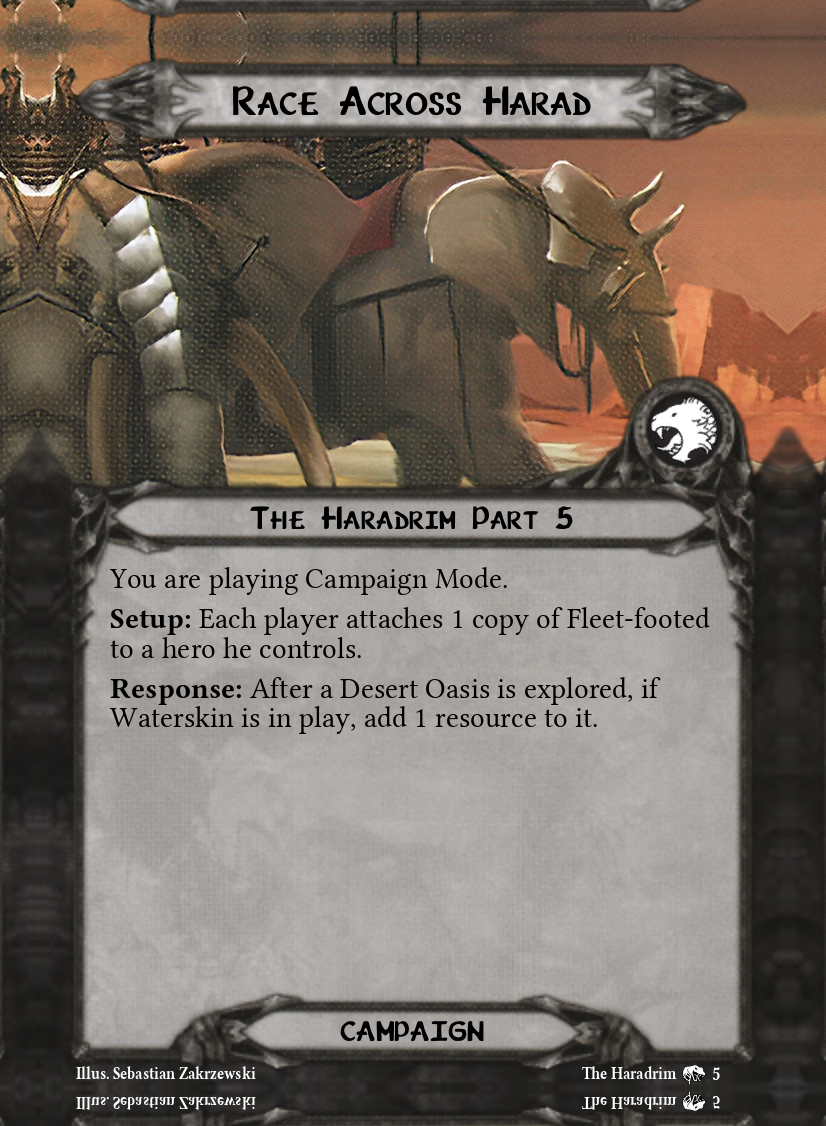 Race Across Harad
The Haradrim Part 5
You are playing Campaign Mode.
Setup: Each player attaches 1 copy of Fleet-footed
to a hero he controls.
Response: After a Desert Oasis is explored, if
Waterskin is in play, add 1 resource to it.
CAMPAIGN
Illus. Sebastian Zakrzewski The Haradrim 5
Illus. Sebastian Zakrzewski The Haradrim 5